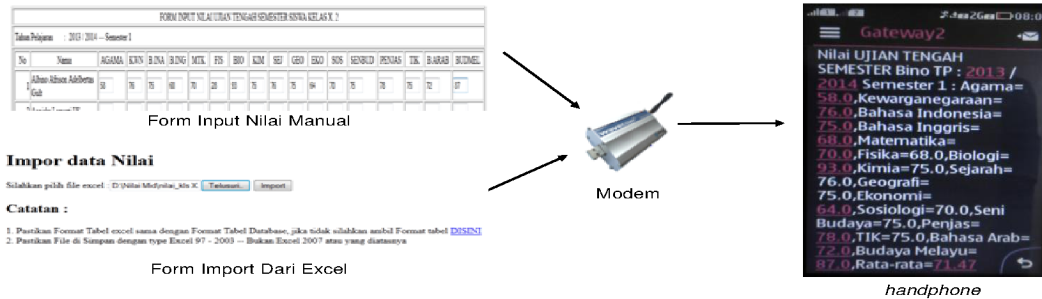 FORM INPUT NILAI UJIAN TENGAH SEMESTER SISWA KELAS X. 2
Tahun Pelajaran : 2013/ 2014 -- Semester 1
No Nama AGAMA KWN B.INA B.ING MTK FIS BIO KIM SEJ GEO EKO SOS SENBUD PENJAS TIK B.ARAB BUDMEL
1 58 76 75 68 70 75 76 75 64 70 75 78 75 72 87
Form Input Nilai Manual
Impor data Nilai
Silahkan pilih file excel : D:\Nilai Mid\nilai_kls X Telusuri.. Import
Catatan :
1. Pastikan Format Tabel excel sama dengan Format Tabel Database, jika tidak silahkan ambil Format tabel DISINI
2. Pastikan File di Simpan dengan type Excel 97 - 2003 -- Bukan Excel 2007 atau yang diatasnya
Form Import Dari Excel
Modem
Gateway2
Nilai UJIAN TENGAH
SEMESTER Bino TP : 2013 /
2014 Semester 1 : Agama=
58.0,Kewarganegaraan=
76.0,Bahasa Indonesia=
75.0,Bahasa Inggris=
68.0,Matematika=
70.0,Fisika=68.0,Biologi=
93.0,Kimia=75.0,Sejarah=
76.0,Geografi=
75.0,Ekonomi=
64.0,Sosiologi=70.0,Seni
Budaya=75.0,Penjas=
78.0,TIK=75.0,Bahasa Arab=
72.0,Budaya Melayu=
87.0,Rata-rata=71.47
handphone